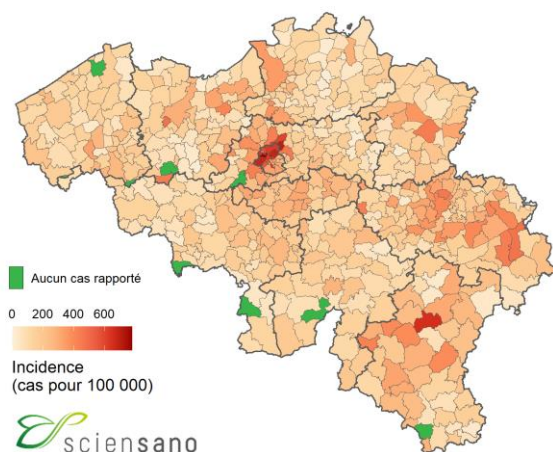 Aucun cas rapporté
0 200 400 600
Incidence
(cas pour 100 000)
sciensano